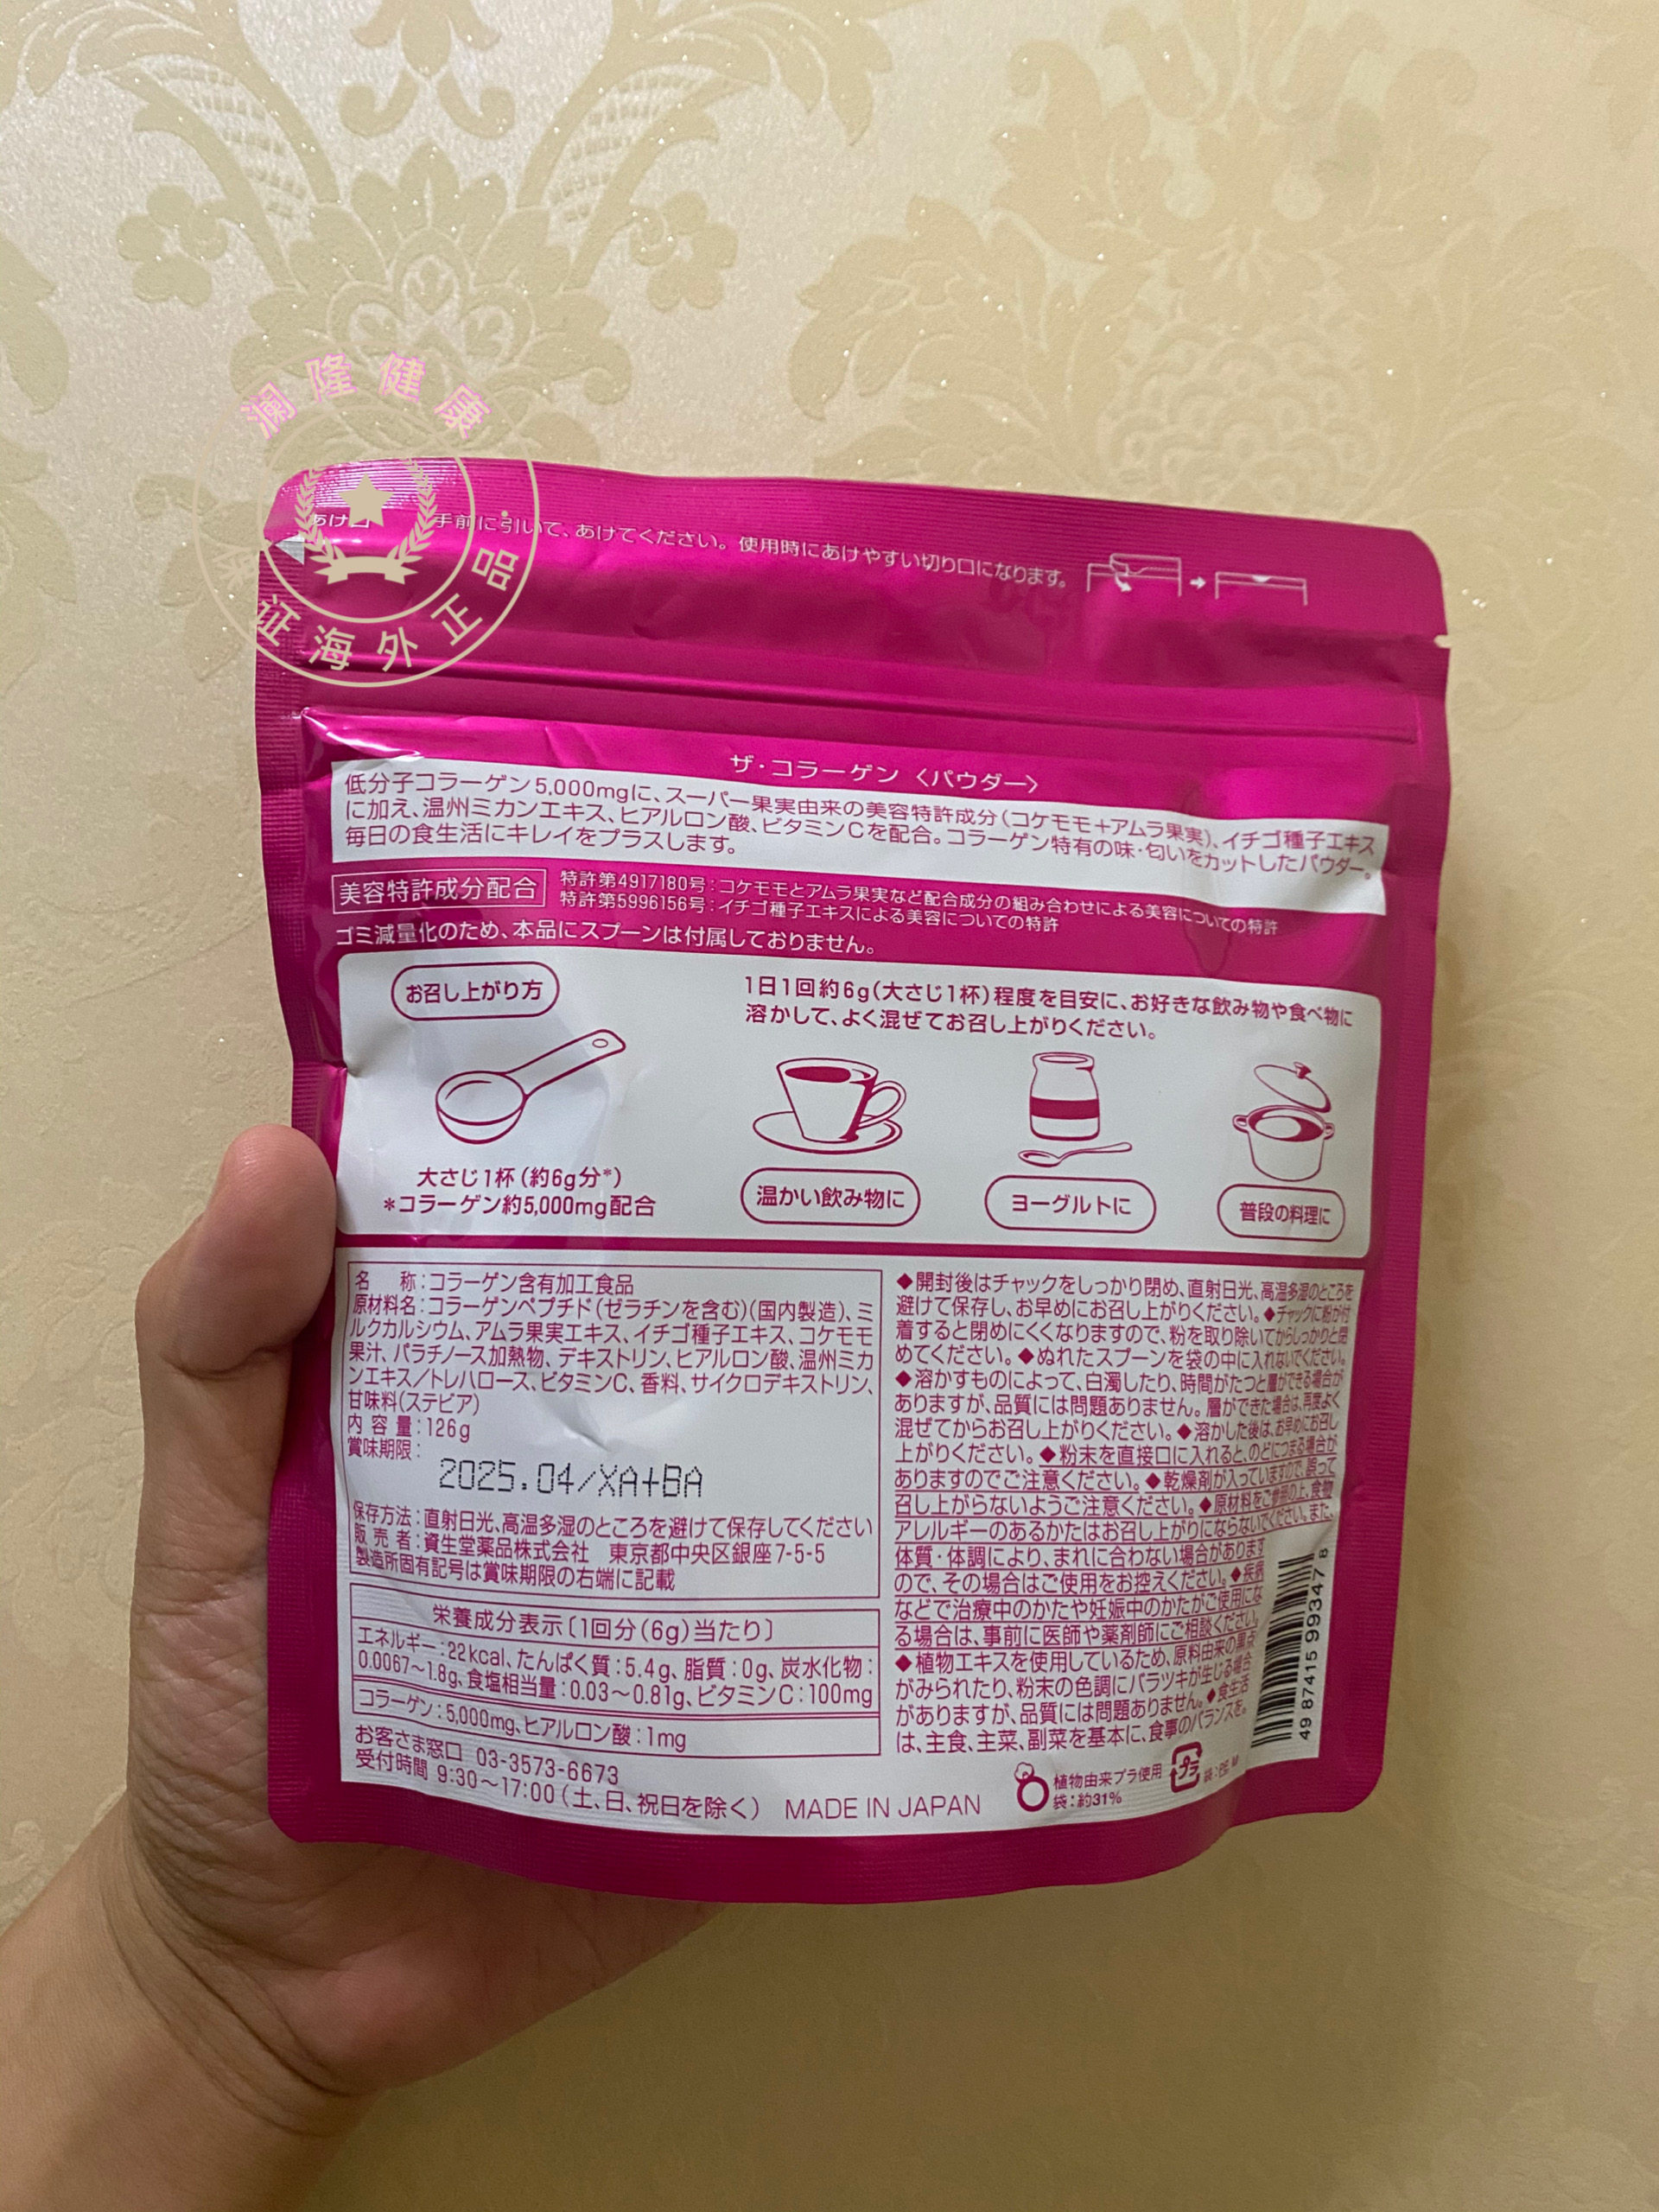 澜隆健康
证海外正品
あけ口
手前に引いて、あけてください。使用時にあけやすい切り口になります。
ザ・コラーゲン〈パウダー〉
低分子コラーゲン5,000mgに、スーパー果実由来の美容特許成分(コケモモ+アムラ果実)、イチゴ種子エキス
に加え、温州ミカンエキス、ヒアルロン酸、ビタミンCを配合。コラーゲン特有の味・匂いをカットしたパウダー。
毎日の食生活にキレイをプラスします。
美容特許成分配合
特許第4917180号:コケモモとアムラ果実など配合成分の組み合わせによる美容についての特許
特許第5996156号:イチゴ種子エキスによる美容についての特許
ゴミ減量化のため、本品にスプーンは付属しておりません。
お召し上がり方
1日1回約6g(大さじ1杯)程度を目安に、お好きな飲み物や食べ物に
溶かして、よく混ぜてお召し上がりください。
大さじ1杯(約6g分*)
*コラーゲン約5,000mg配合
温かい飲み物に
ヨーグルトに
普段の料理に
名 称:コラーゲン含有加工食品
原材料名:コラーゲンペプチド(ゼラチンを含む)(国内製造)、ミ
ルクカルシウム、アムラ果実エキス、イチゴ種子エキス、コケモモ
果汁、パラチノース加熱物、デキストリン、ヒアルロン酸、温州ミカ
ンエキス/トレハロース、ビタミンC、香料、サイクロデキストリン、
甘味料(ステビア)
内容量:126g
賞味期限:
2025.04/XA+BA
保存方法:直射日光、高温多湿のところを避けて保存してください
販売者:資生堂薬品株式会社 東京都中央区銀座7-5-5
製造所固有記号は賞味期限の右端に記載
栄養成分表示〔1回分(6g)当たり〕
エネルギー:22kcal、たんぱく質:5.4g、脂質:0g、炭水化物:
0.0067~1.8g、食塩相当量:0.03~0.81g、ビタミンC:100mg
コラーゲン:5,000mg、ヒアルロン酸:1mg
お客さま窓口 03-3573-6673
受付時間 9:30~17:00(土、日、祝日を除く) MADE IN JAPAN
◆開封後はチャックをしっかり閉め、直射日光、高温多湿のところを
避けて保存し、お早めにお召し上がりください。◆チャックに粉が付
着すると閉めにくくなりますので、粉を取り除いてからしっかりと閉
めてください。◆ぬれたスプーンを袋の中に入れないでください。
◆溶かすものによって、白濁したり、時間がたつと層ができる場合が
ありますが、品質には問題ありません。層ができた場合は、再度よく
混ぜてからお召し上がりください。◆溶かした後は、お早めにお召し
上がりください。◆粉末を直接口に入れると、のどにつまる場合が
ありますのでご注意ください。◆乾燥剤が入っていますので、誤って
召し上がらないようご注意ください。◆原材料をご参照の上、食物
アレルギーのあるかたはお召し上がりにならないでください。また、
体質・体調により、まれに合わない場合があります
ので、その場合はご使用をお控えください。◆疾病
などで治療中のかたや妊娠中のかたがご使用にな
る場合は、事前に医師や薬剤師にご相談ください。
◆植物エキスを使用しているため、原料由来の黒点
がみられたり、粉末の色調にバラツキが生じる場合
がありますが、品質には問題ありません。◆食生活
は、主食、主菜、副菜を基本に、食事のバランスを。
49 87415 99347 8
植物由来プラ使用
袋:約31%
プラ